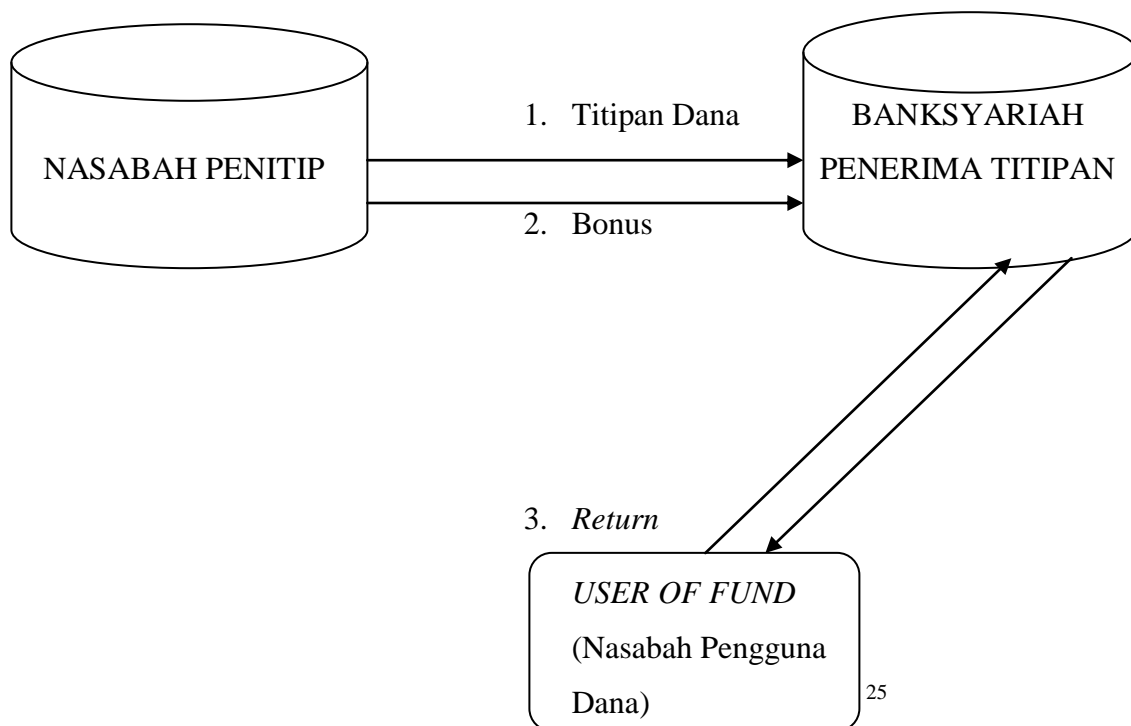 NASABAH PENITIP
1. Titipan Dana
2. Bonus
BANKSYARIAH
PENERIMA TITIPAN
3. Return
USER OF FUND
(Nasabah Pengguna
Dana)
25